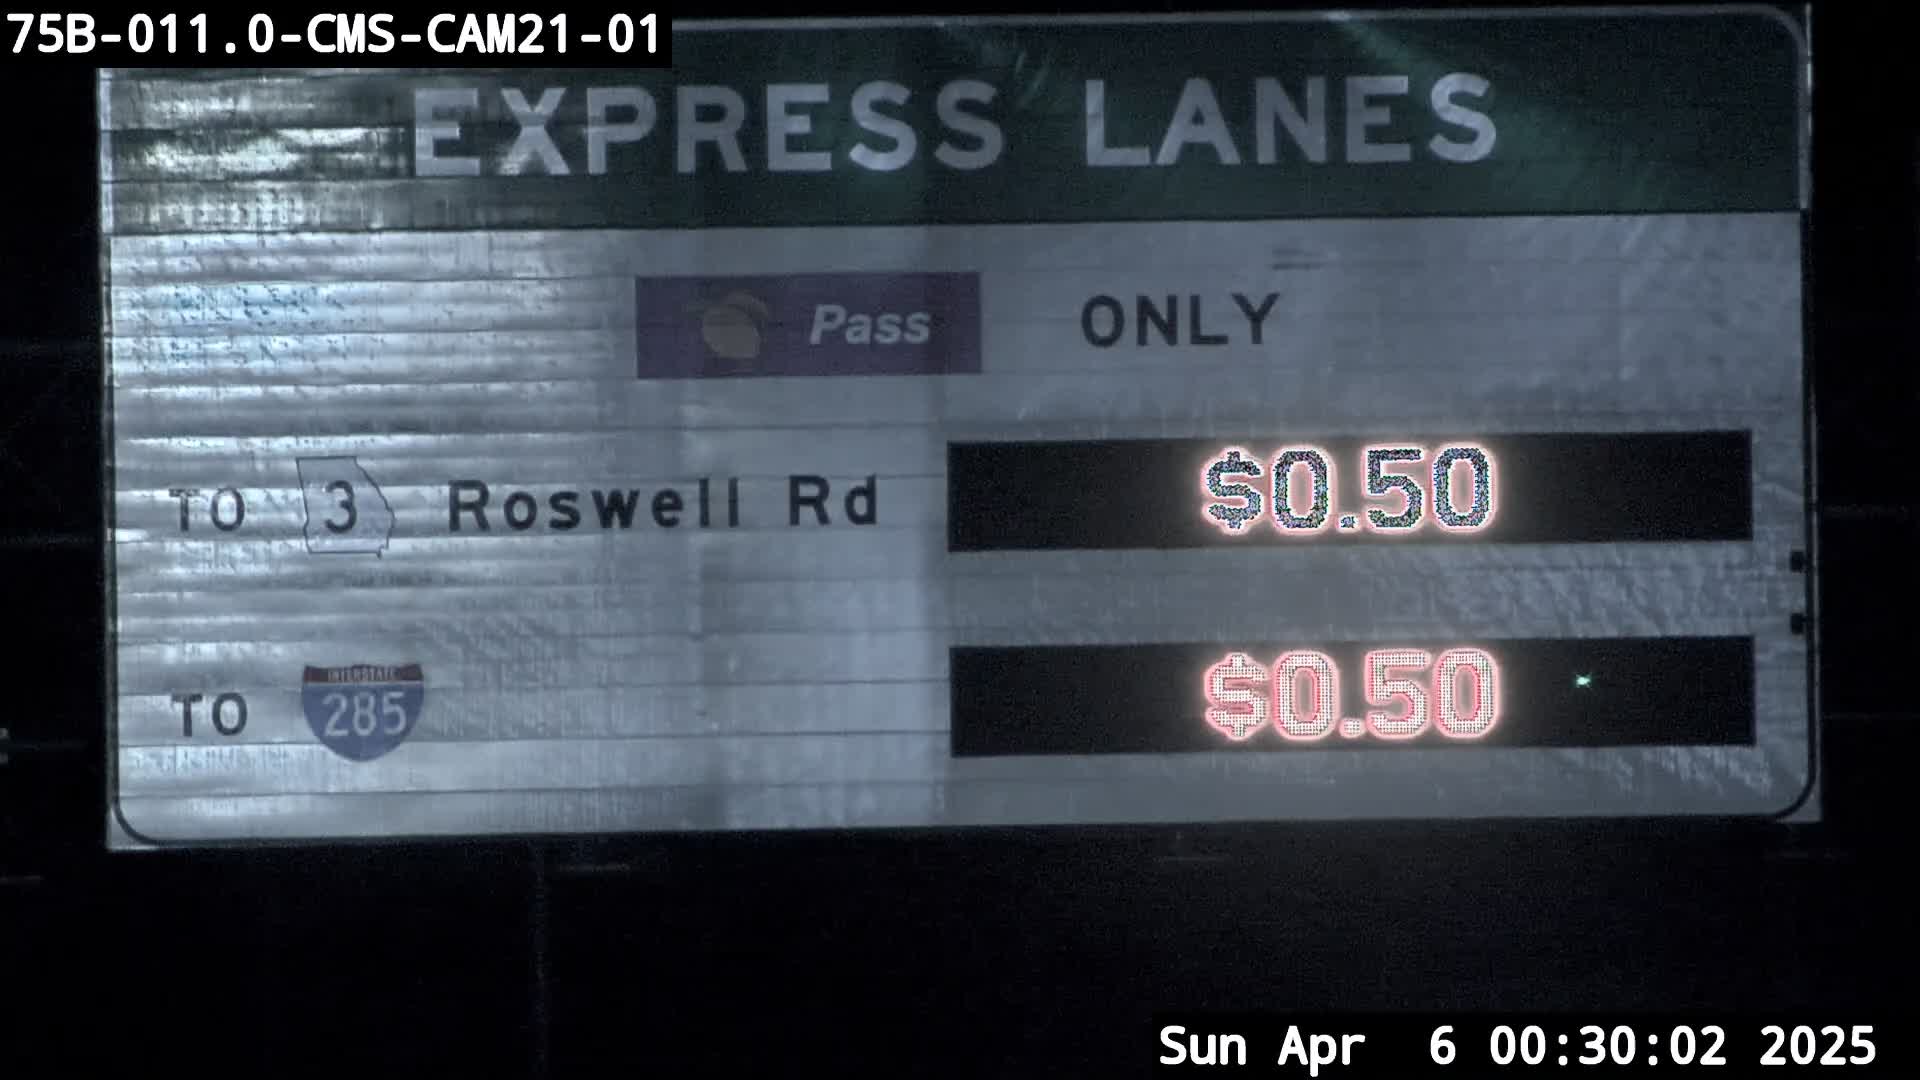 75B-011.0-CMS-CAM21-01
EXPRESS LANES
Pass ONLY
TO 3 Roswell Rd $0.50
TO INTERSTATE 285 $0.50
Sun Apr 6 00:30:02 2025